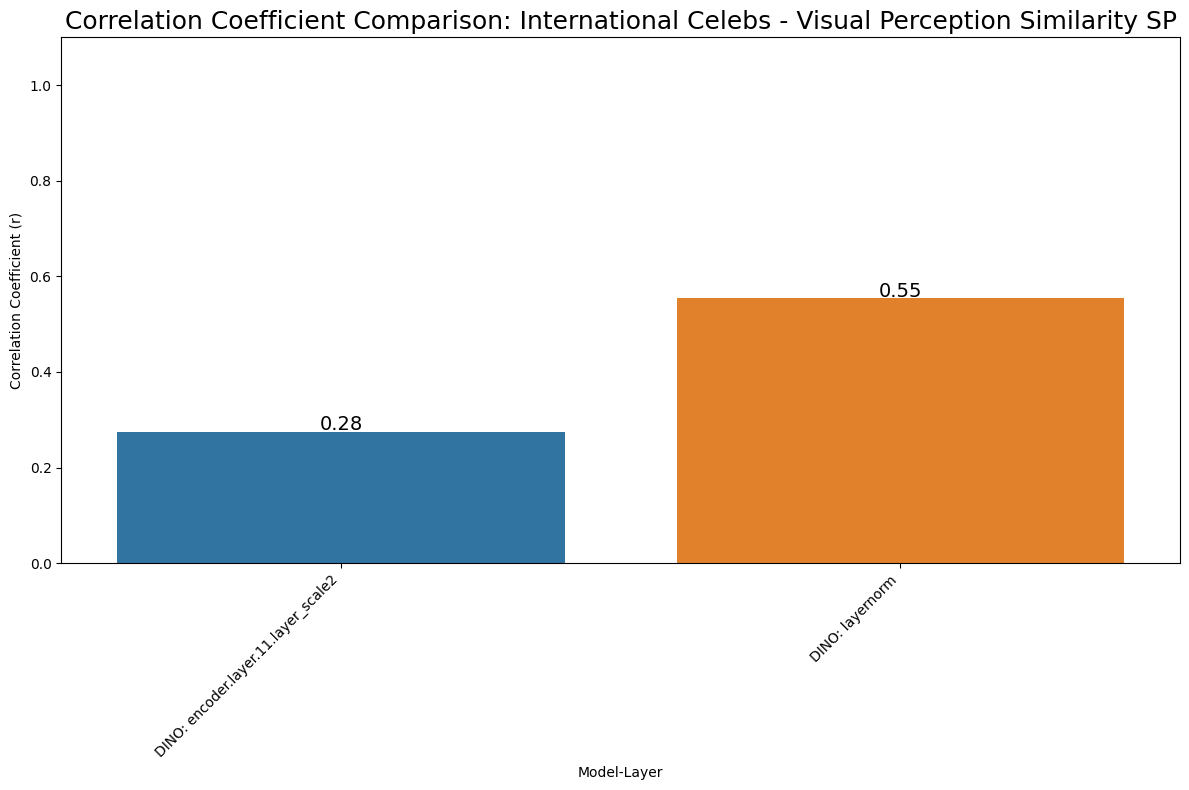 Correlation Coefficient Comparison: International Celebs - Visual Perception Similarity SP
Correlation Coefficient (r)
1.0
0.8
0.6
0.4
0.2
0.0
0.28
0.55
DINO: encoder.layer.11.layer_scale2
DINO: layernorm
Model-Layer